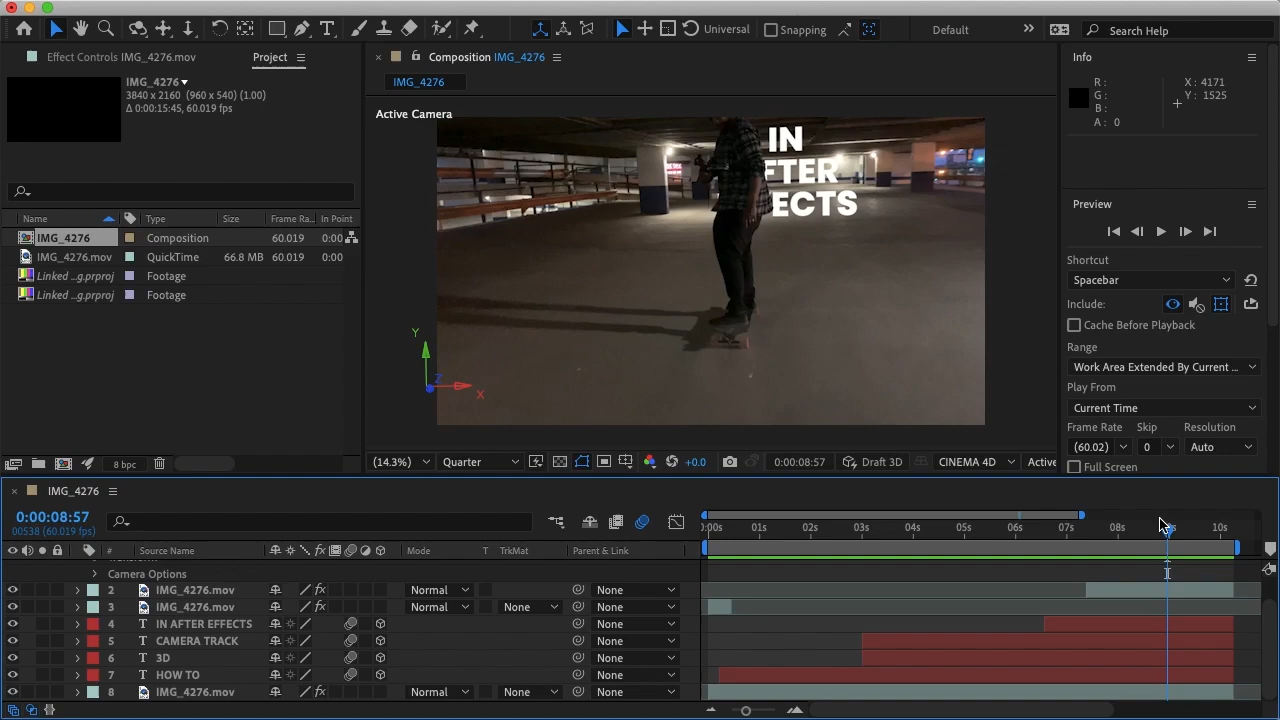 Universal
Snapping
Default
Search Help
Effect Controls IMG_4276.mov
Project
Composition IMG_4276
Info
IMG_4276
3840 x 2160 (960 x 540) (1.00)
Δ 0:00:15:45, 60.019 fps
IMG_4276
R :
G :
B :
A : 0
X : 4171
Y : 1525
Active Camera
IN
AFTER
EFFECTS
Preview
Name
Type
Size
Frame Ra...
In Point
IMG_4276
Composition
60.019
0:00
IMG_4276.mov
QuickTime
66.8 MB
60.019
0:00
Linked ...g.prproj
Footage
Linked ...g.prproj
Footage
Shortcut
Spacebar
Include:
Cache Before Playback
Range
Work Area Extended By Current ...
Play From
Current Time
Frame Rate
Skip
Resolution
(60.02)
0
Auto
Full Screen
Y
Z
X
8 bpc
(14.3%)
Quarter
+0.0
0:00:08:57
Draft 3D
CINEMA 4D
Active
IMG_4276
0:00:08:57
00538 (60.019 fps)
):00s
01s
02s
03s
04s
05s
06s
07s
08s
10s
#
Source Name
Mode
T
TrkMat
Parent & Link
Camera Options
2
IMG_4276.mov
Normal
None
3
IMG_4276.mov
Normal
None
None
4
T
IN AFTER EFFECTS
None
5
T
CAMERA TRACK
None
6
T
3D
None
7
T
HOW TO
None
8
IMG_4276.mov
Normal
None
None